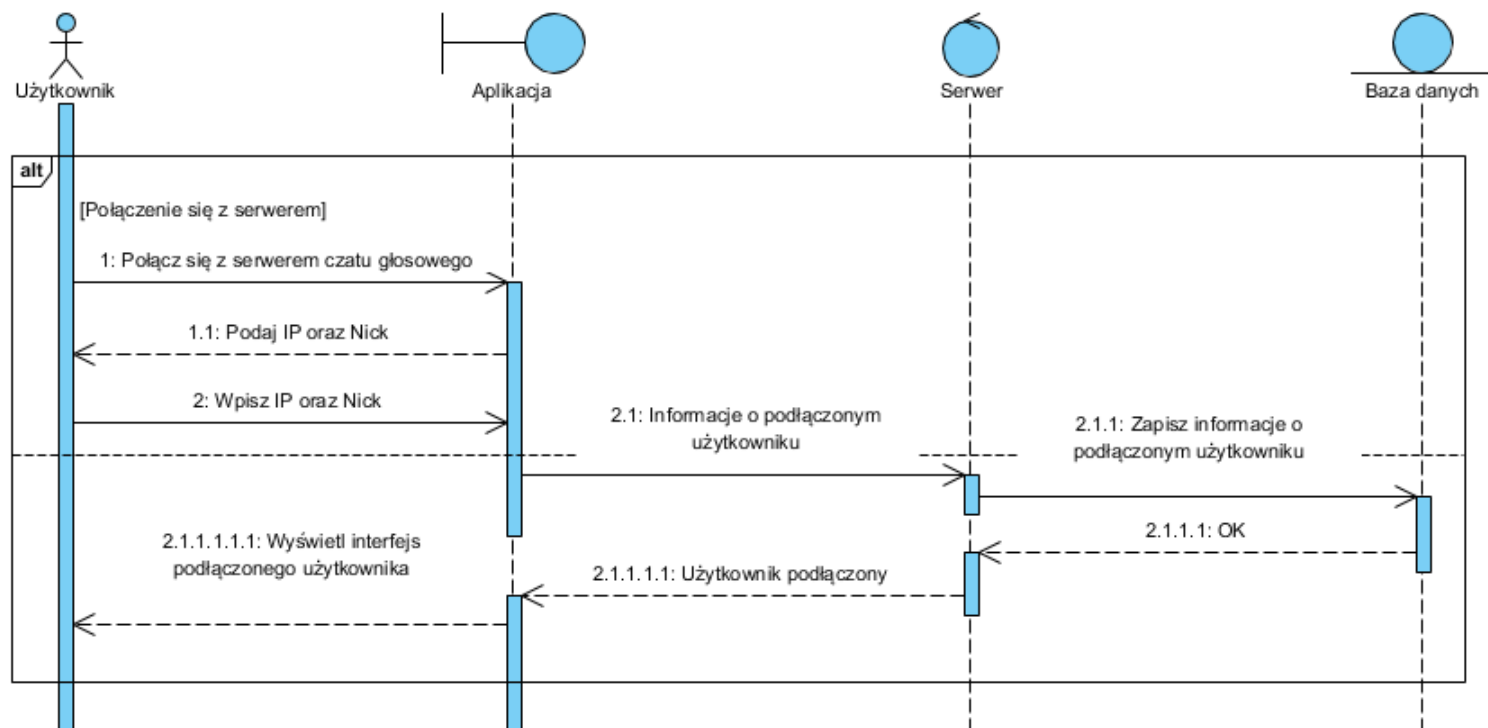 Użytkownik
Aplikacja
Serwer
Baza danych
alt
[Połączenie się z serwerem]
1: Połącz się z serwerem czatu głosowego
1.1: Podaj IP oraz Nick
2: Wpisz IP oraz Nick
2.1: Informacje o podłączonym
użytkowniku
2.1.1: Zapisz informacje o
podłączonym użytkowniku
2.1.1.1: OK
2.1.1.1.1: Użytkownik podłączony
2.1.1.1.1.1: Wyświetl interfejs
podłączonego użytkownika